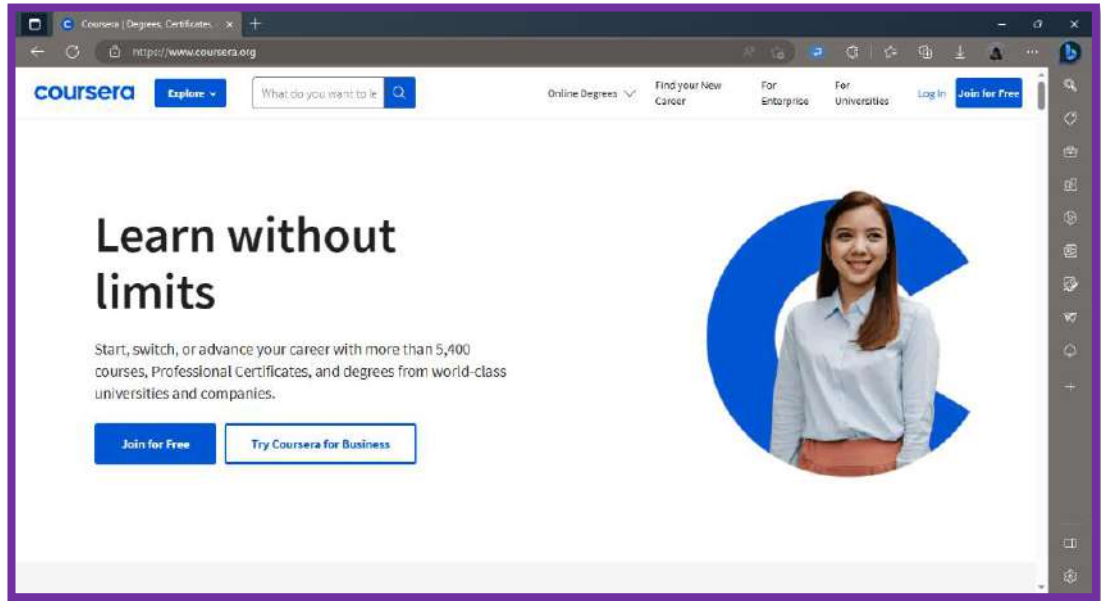 Coursera | Degrees, Certificates,
https://www.coursera.org
coursera
Explore
What do you want to le
Online Degrees
Find your New
Career
For
Enterprise
For
Universities
Log In
Join for Free
Learn without
limits
Start, switch, or advance your career with more than 5,400
courses, Professional Certificates, and degrees from world-class
universities and companies.
Join for Free
Try Coursera for Business